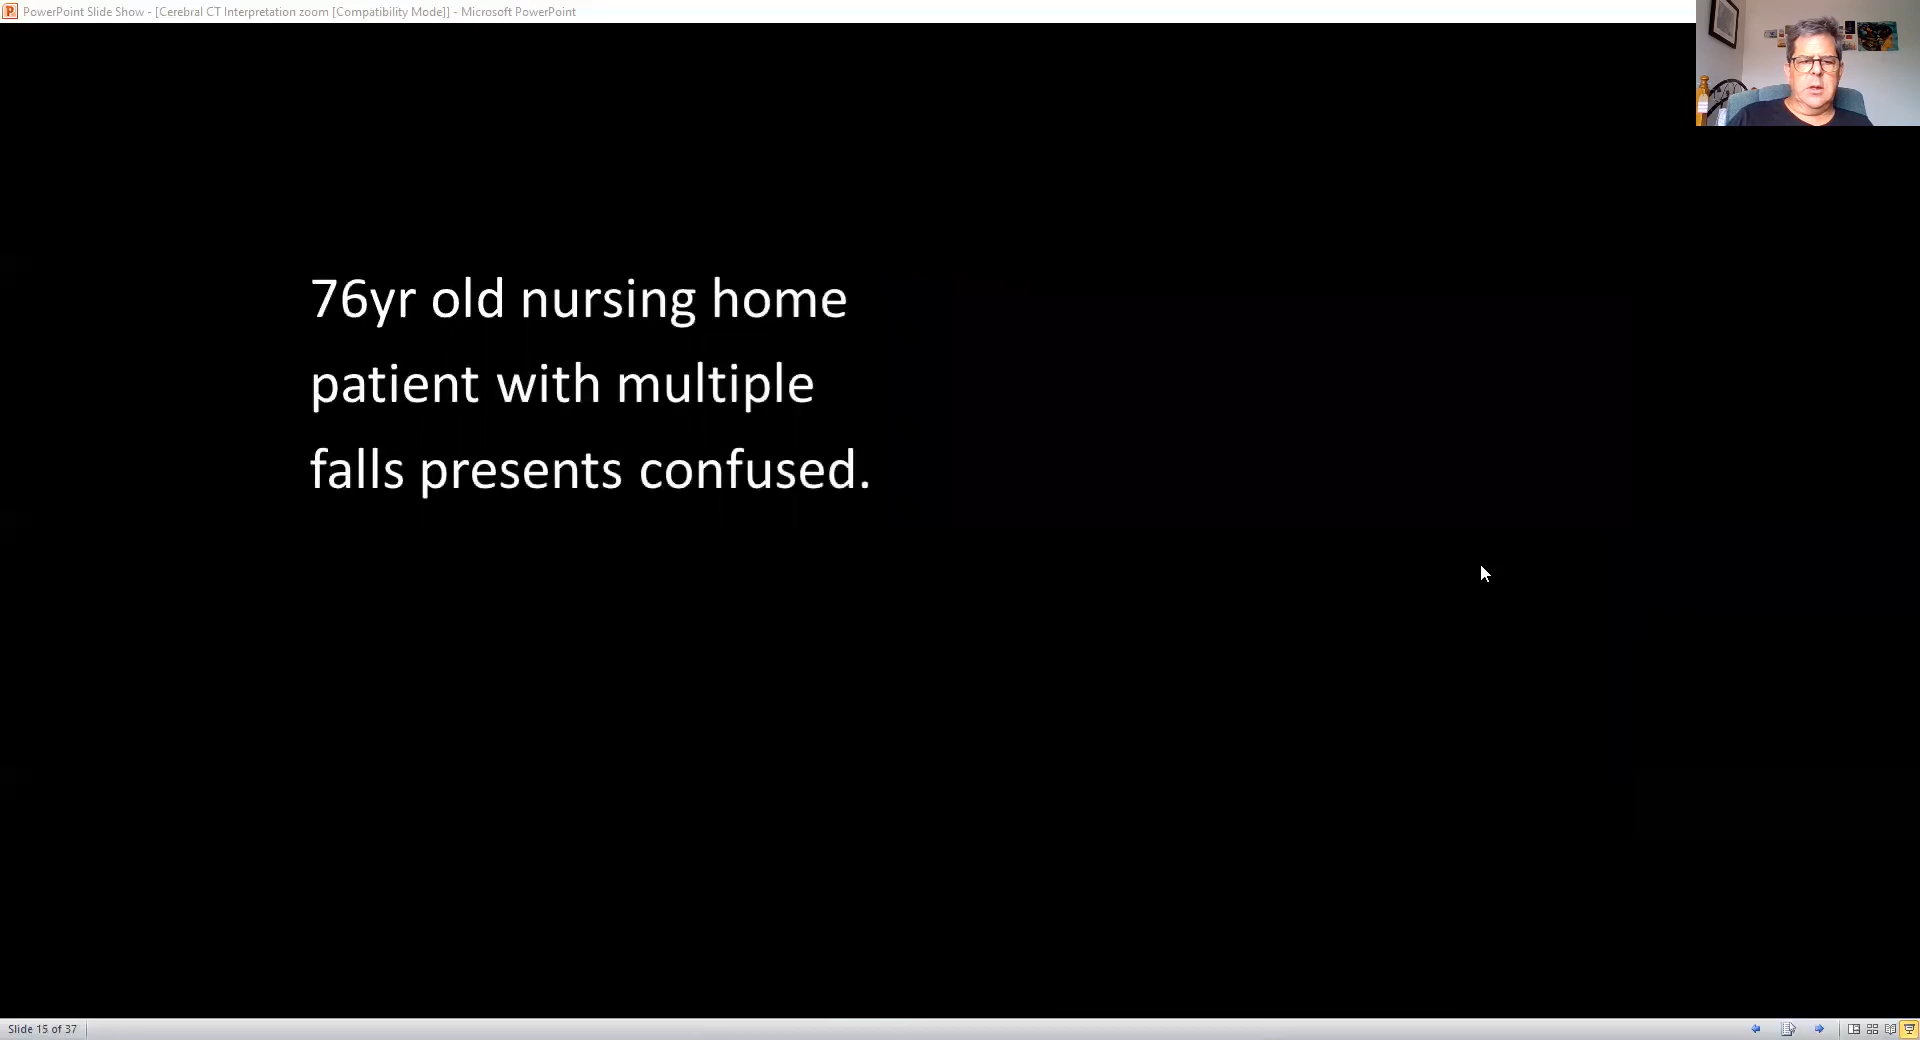 PowerPoint Slide Show - [Cerebral CT Interpretation zoom [Compatibility Mode]] - Microsoft PowerPoint
76yr old nursing home
patient with multiple
falls presents confused.
Slide 15 of 37